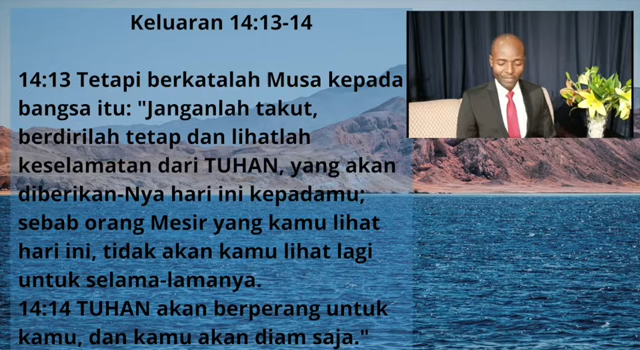 Keluaran 14:13-14
14:13 Tetapi berkatalah Musa kepada
bangsa itu: "Janganlah takut,
berdirilah tetap dan lihatlah
keselamatan dari TUHAN, yang akan
diberikan-Nya hari ini kepadamu;
sebab orang Mesir yang kamu lihat
hari ini, tidak akan kamu lihat lagi
untuk selama-lamanya.
14:14 TUHAN akan berperang untuk
kamu, dan kamu akan diam saja."